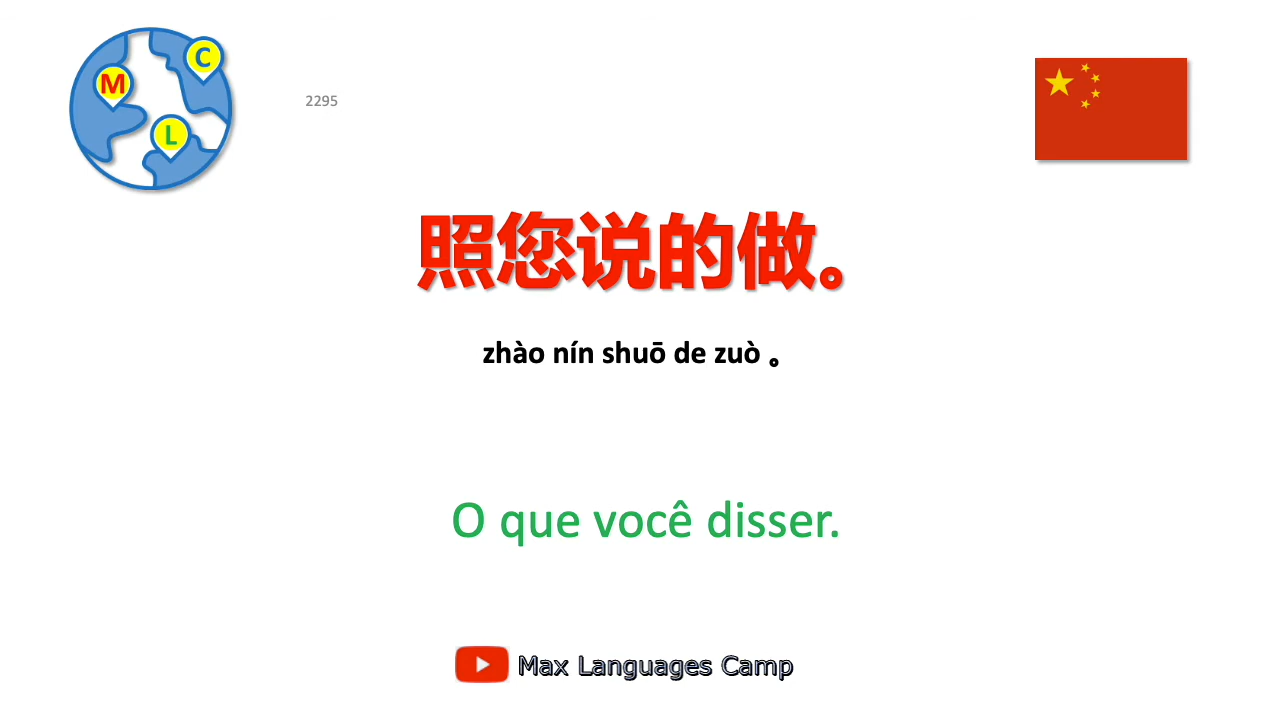 M
C
L
2295
照您说的做。
zhào nín shuō de zuò 。
O que você disser.
Max Languages Camp